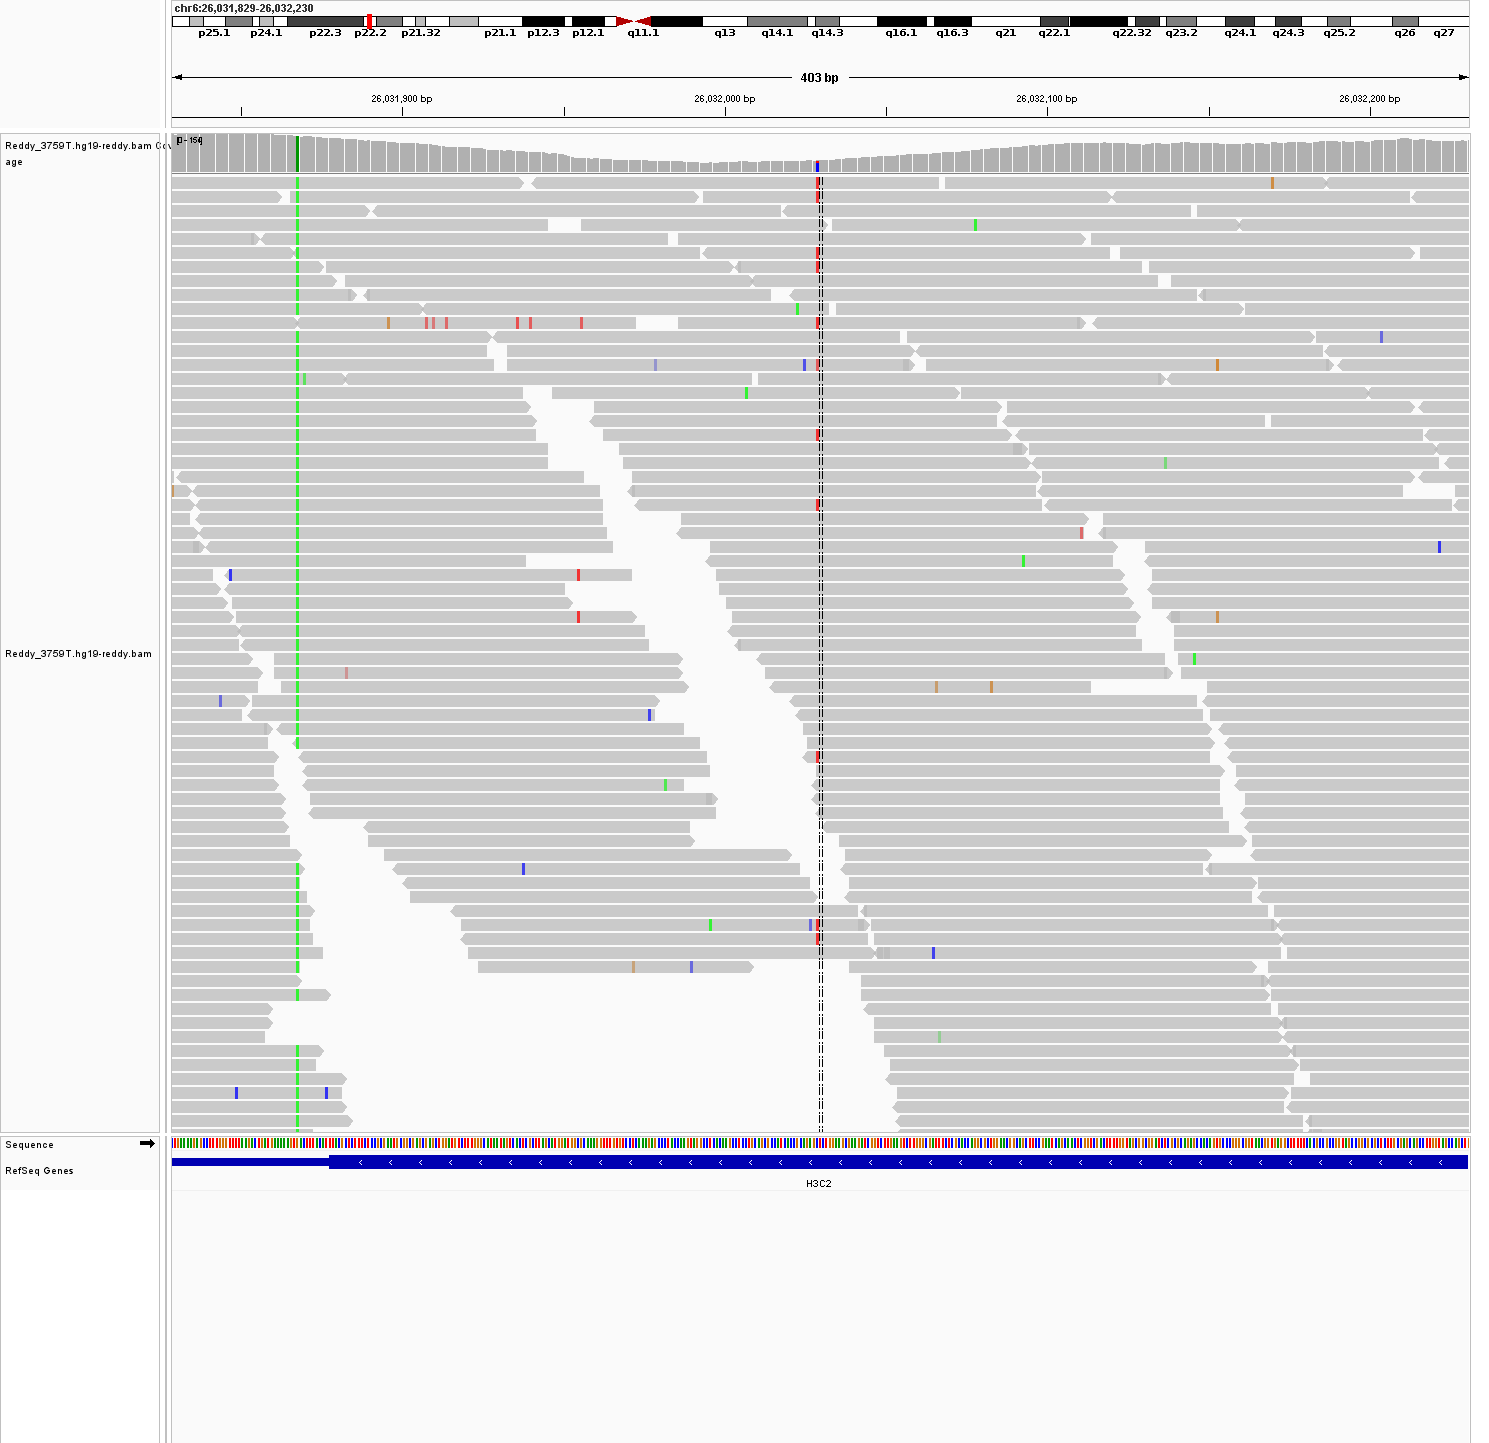 chr6:26,031,829-26,032,230
p25.1 p24.1 p22.3 p22.2 p21.32 p21.1 p12.3 p12.1 q11.1 q13 q14.1 q14.3 q16.1 q16.3 q21 q22.1 q22.32 q23.2 q24.1 q24.3 q25.2 q26 q27
403 bp
26,031,900 bp 26,032,000 bp 26,032,100 bp 26,032,200 bp
Reddy_3759T.hg19-reddy.bam Cov
age
[0 - 154]
Reddy_3759T.hg19-reddy.bam
Sequence
RefSeq Genes
H3C2